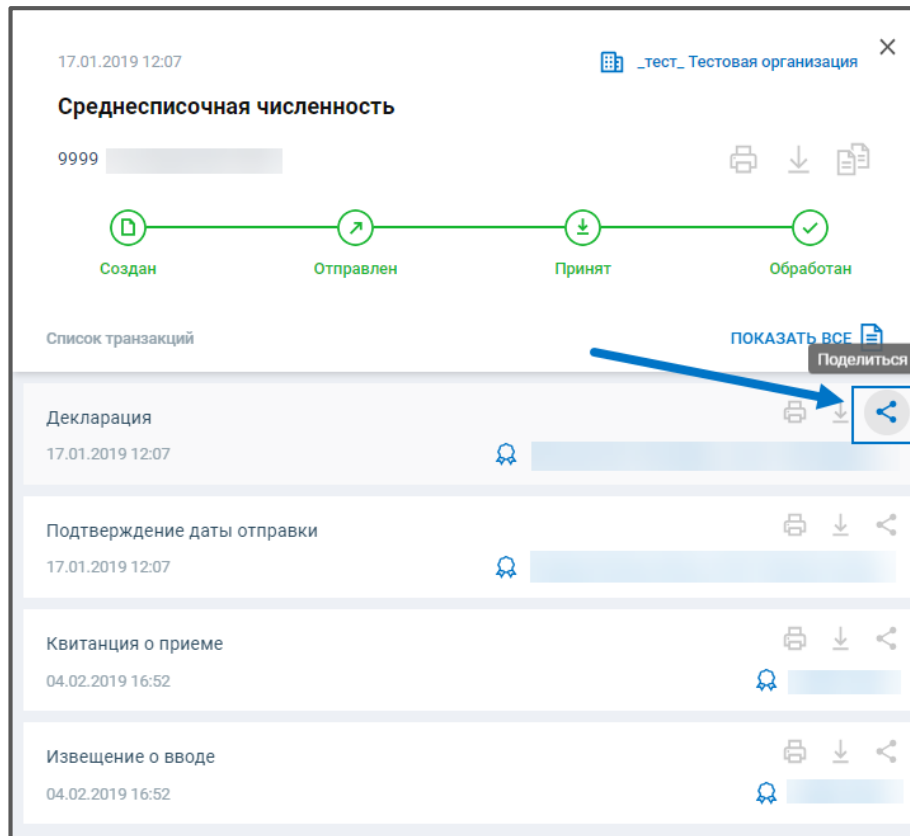 17.01.2019 12:07
_тест_ Тестовая организация
Среднесписочная численность
9999
Создан
Отправлен
Принят
Обработан
Список транзакций
ПОКАЗАТЬ ВСЕ
Поделиться
Декларация
17.01.2019 12:07
Подтверждение даты отправки
17.01.2019 12:07
Квитанция о приеме
04.02.2019 16:52
Извещение о вводе
04.02.2019 16:52